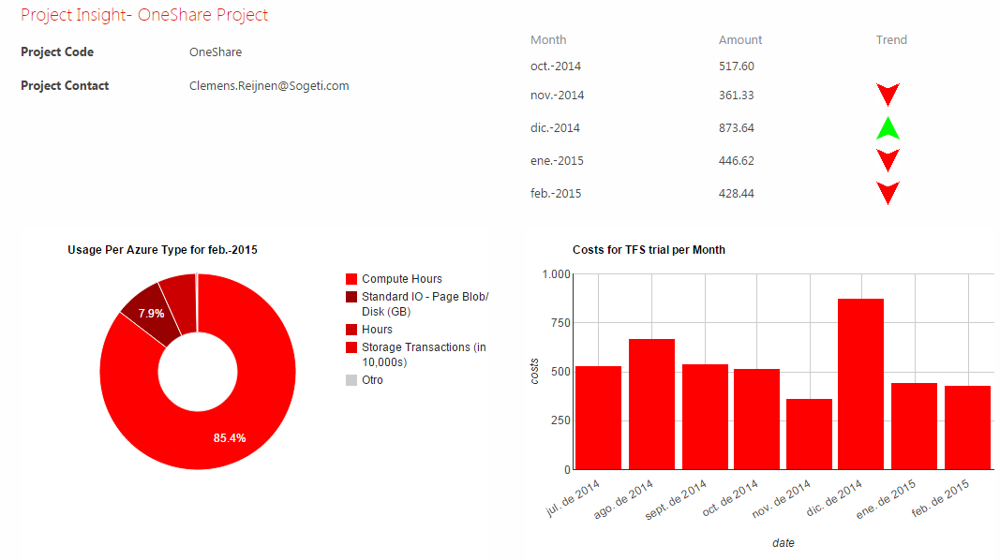 Project Insight- OneShare Project
Project Code OneShare
Project Contact Clemens.Reijnen@Sogeti.com
Month Amount Trend
oct.-2014 517.60
nov.-2014 361.33
dic.-2014 873.64
ene.-2015 446.62
feb.-2015 428.44
Usage Per Azure Type for feb.-2015
7.9%
85.4%
Compute Hours
Standard IO - Page Blob/
Disk (GB)
Hours
Storage Transactions (in
10,000s)
Otro
Costs for TFS trial per Month
costs
1.000
750
500
250
0
jul. de 2014
ago. de 2014
sept. de 2014
oct. de 2014
nov. de 2014
dic. de 2014
ene. de 2015
feb. de 2015
date